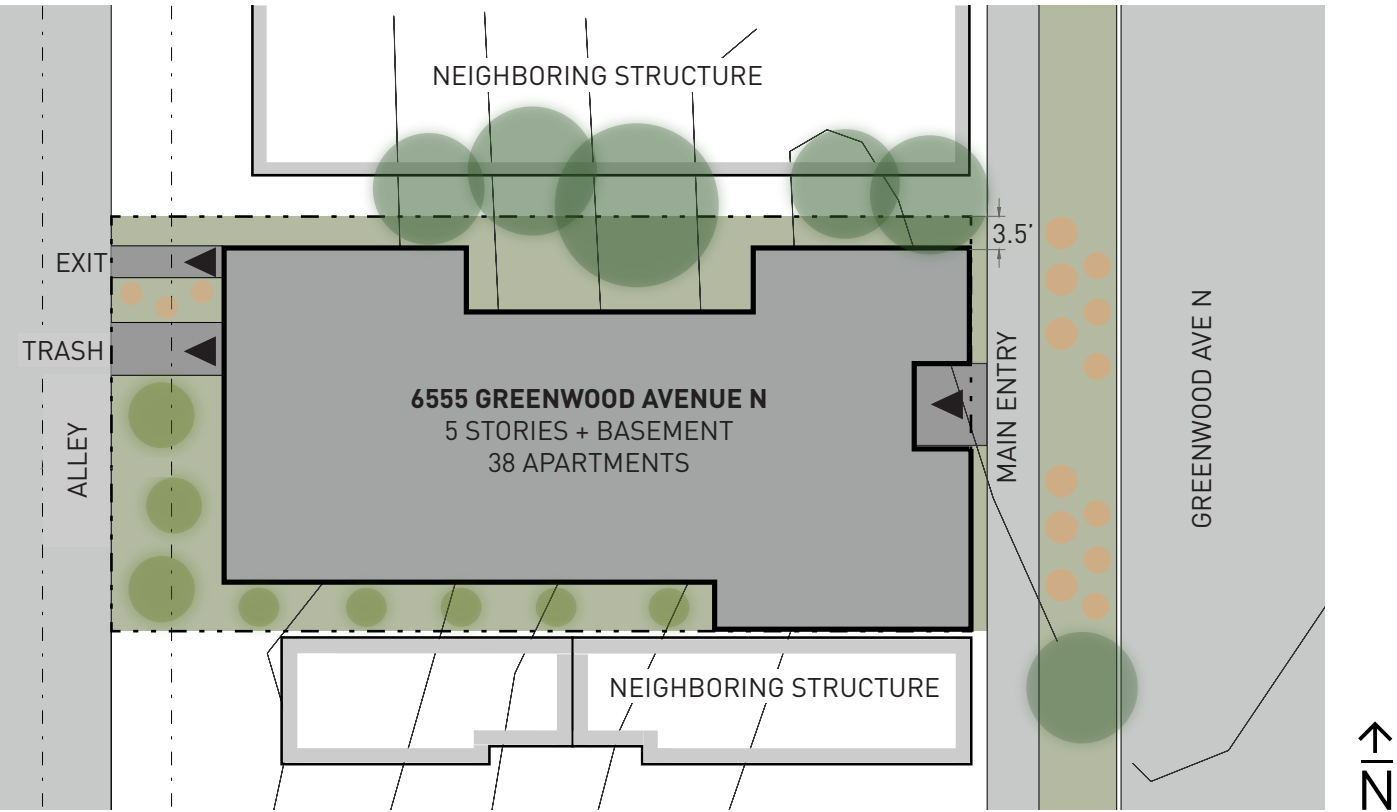 NEIGHBORING STRUCTURE
3.5'
EXIT
TRASH
ALLEY
6555 GREENWOOD AVENUE N
5 STORIES + BASEMENT
38 APARTMENTS
MAIN ENTRY
GREENWOOD AVE N
NEIGHBORING STRUCTURE
N